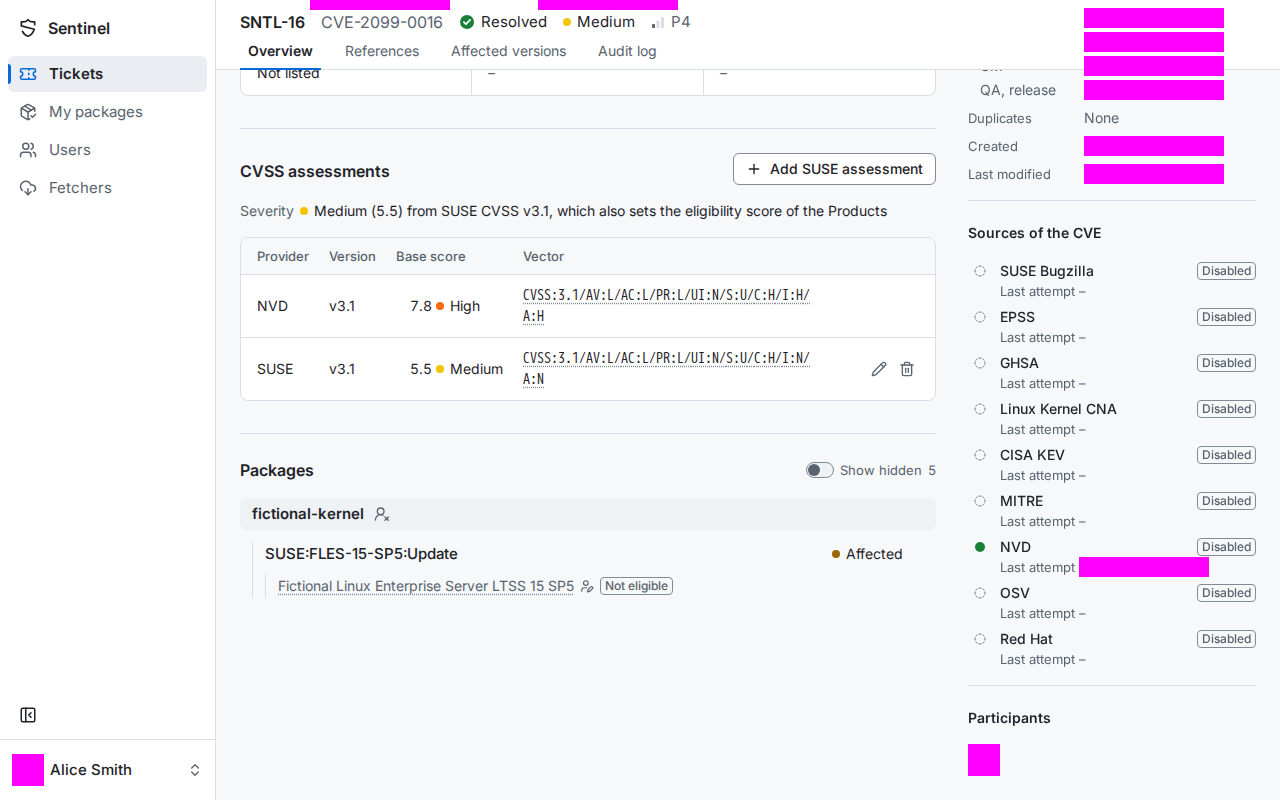 Sentinel
Tickets
My packages
Users
Fetchers
Alice Smith
SNTL-16 CVE-2099-0016 Resolved Medium P4
Overview References Affected versions Audit log
Not listed – –
CVSS assessments
Add SUSE assessment
Severity Medium (5.5) from SUSE CVSS v3.1, which also sets the eligibility score of the Products
Provider Version Base score Vector
NVD v3.1 7.8 High CVSS:3.1/AV:L/AC:L/PR:L/UI:N/S:U/C:H/I:H/
A:H
SUSE v3.1 5.5 Medium CVSS:3.1/AV:L/AC:L/PR:L/UI:N/S:U/C:H/I:N/
A:N
Packages
Show hidden 5
fictional-kernel
SUSE:FLES-15-SP5:Update Affected
Fictional Linux Enterprise Server LTSS 15 SP5 Not eligible
QA, release
Duplicates None
Created
Last modified
Sources of the CVE
SUSE Bugzilla Disabled
Last attempt –
EPSS Disabled
Last attempt –
GHSA Disabled
Last attempt –
Linux Kernel CNA Disabled
Last attempt –
CISA KEV Disabled
Last attempt –
MITRE Disabled
Last attempt –
NVD Disabled
Last attempt
OSV Disabled
Last attempt –
Red Hat Disabled
Last attempt –
Participants